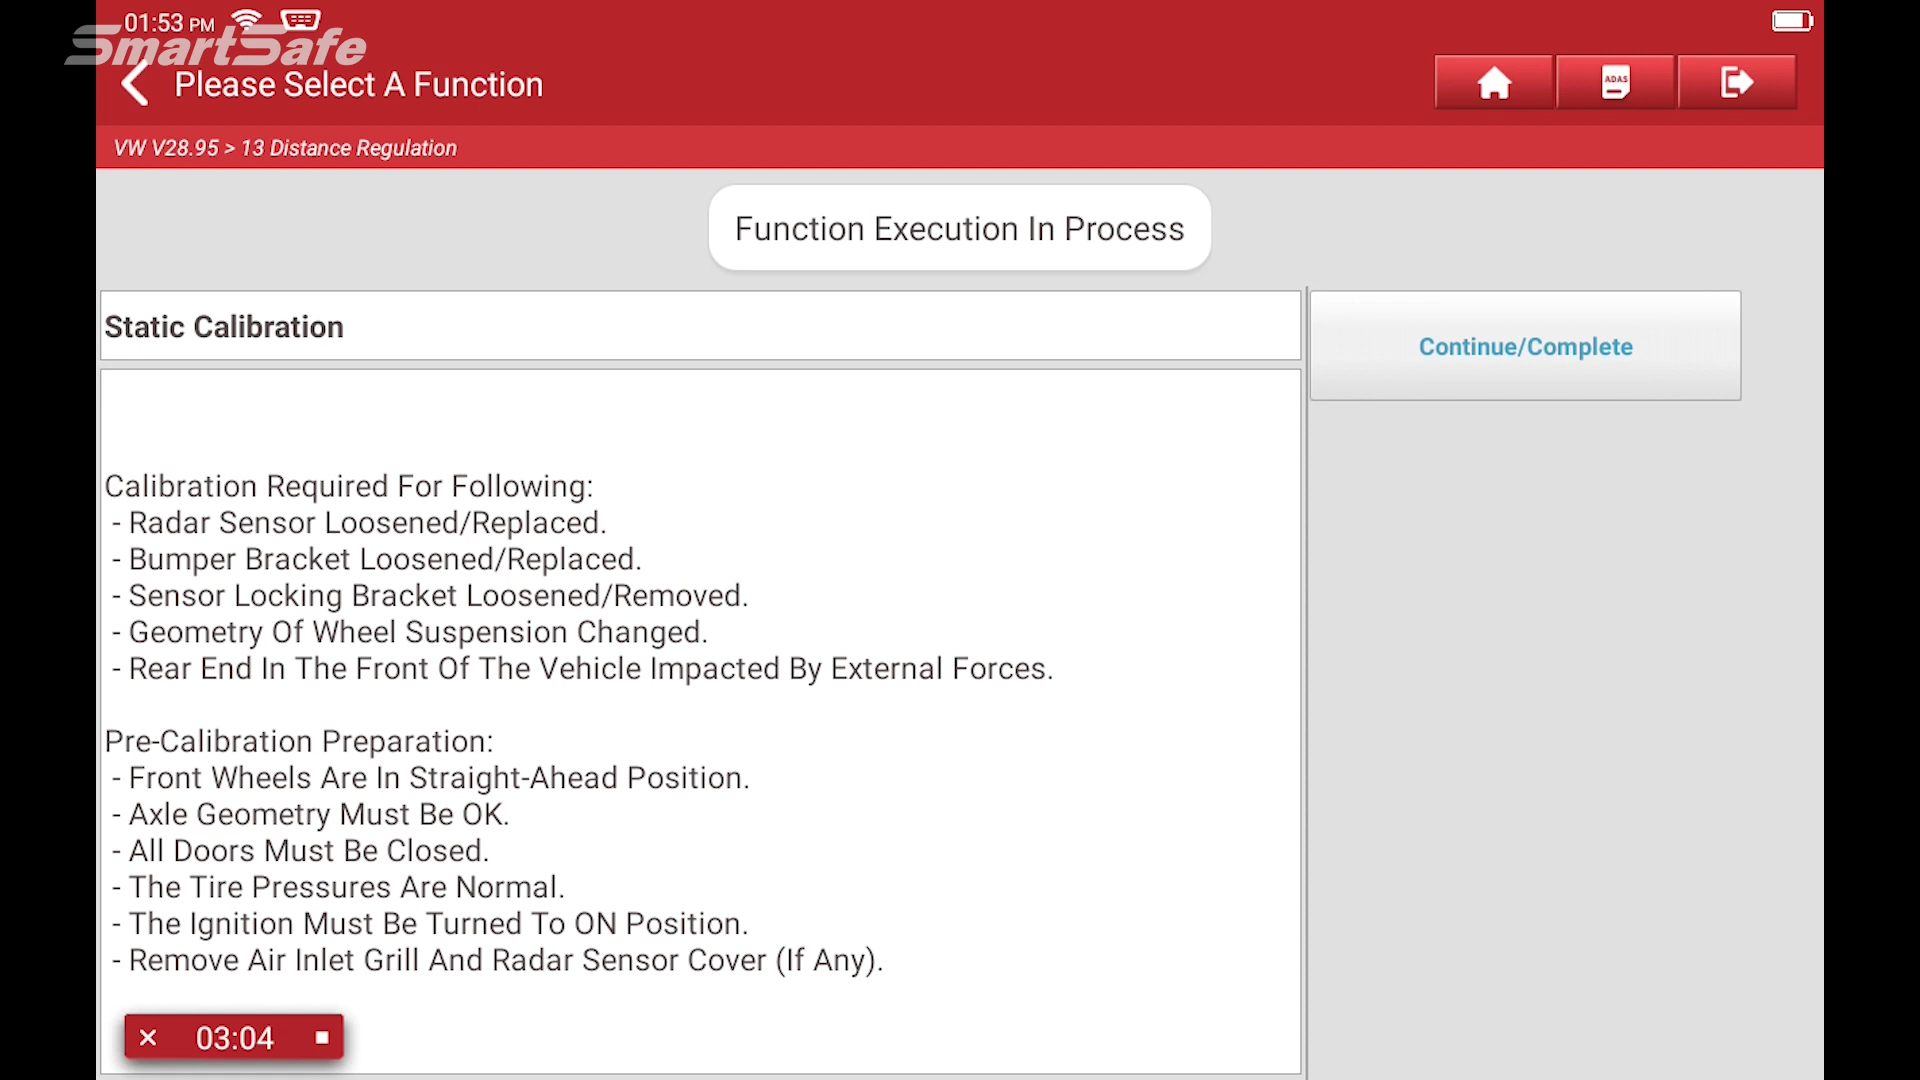 01:53 PM
SmartSafe
Please Select A Function
ADAS
VW V28.95 > 13 Distance Regulation
Function Execution In Process
Static Calibration
Continue/Complete
Calibration Required For Following:
- Radar Sensor Loosened/Replaced.
- Bumper Bracket Loosened/Replaced.
- Sensor Locking Bracket Loosened/Removed.
- Geometry Of Wheel Suspension Changed.
- Rear End In The Front Of The Vehicle Impacted By External Forces.
Pre-Calibration Preparation:
- Front Wheels Are In Straight-Ahead Position.
- Axle Geometry Must Be OK.
- All Doors Must Be Closed.
- The Tire Pressures Are Normal.
- The Ignition Must Be Turned To ON Position.
- Remove Air Inlet Grill And Radar Sensor Cover (If Any).
03:04